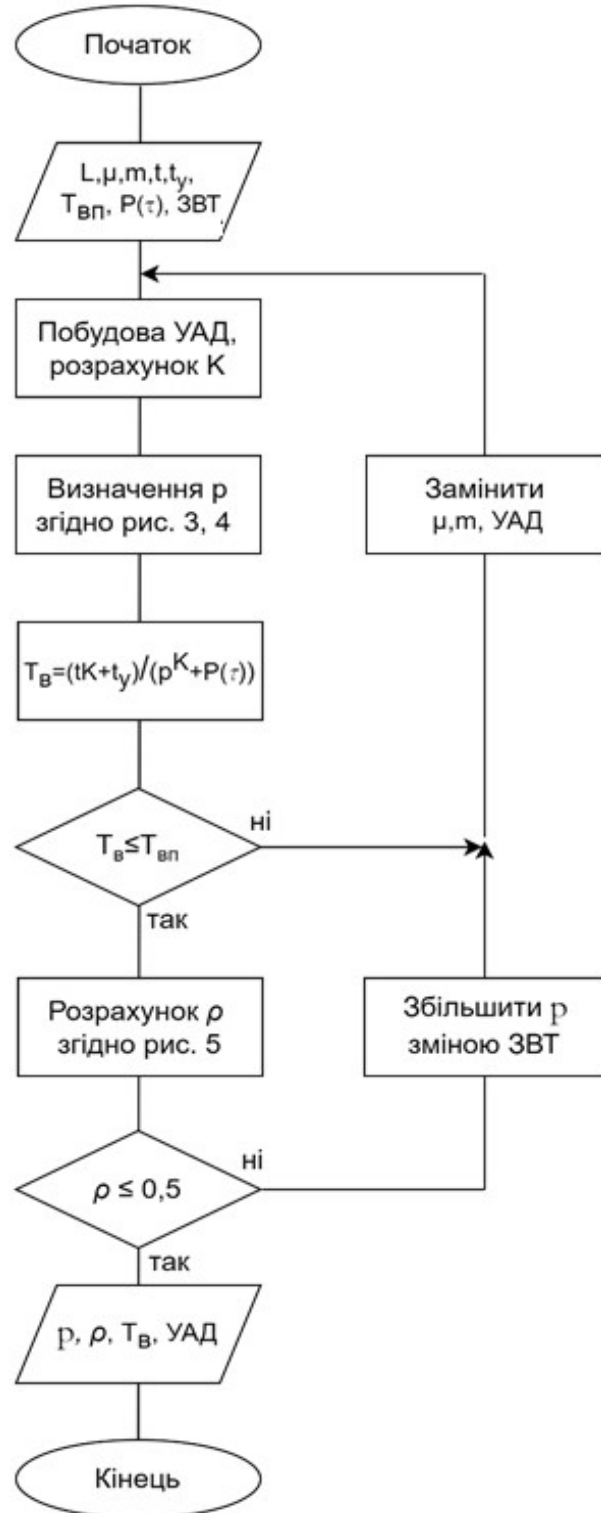 Початок
L,μ,m,t,tу,
Tвп, P(τ), ЗВТ
Побудова УАД,
розрахунок K
Визначення p
згідно рис. 3, 4
Замінити
μ,m, УАД
Tв=(tK+tу)/(p^K+P(τ))
Tв≤Tвп
ні
так
Розрахунок ρ
згідно рис. 5
Збільшити p
зміною ЗВТ
ρ ≤ 0,5
ні
так
p, ρ, Tв, УАД
Кінець